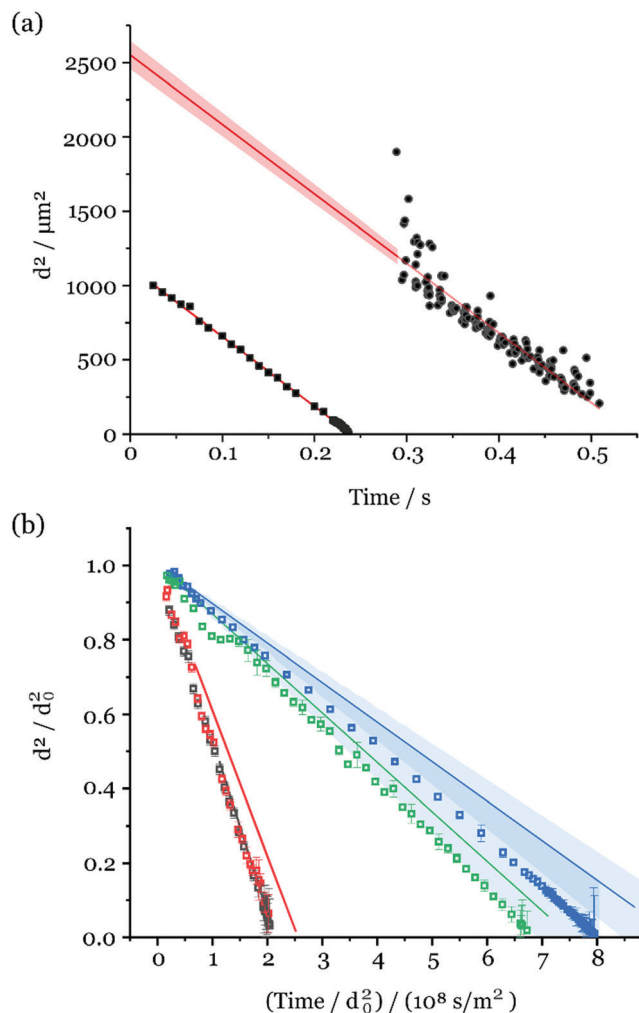 (a)
2500
2000
1500
1000
500
0
d² / µm²
0 0.1 0.2 0.3 0.4 0.5
Time / s
(b)
1.0
0.8
0.6
0.4
0.2
0.0
d² / d₀²
0 1 2 3 4 5 6 7 8
(Time / d₀²) / (10⁸ s/m²)